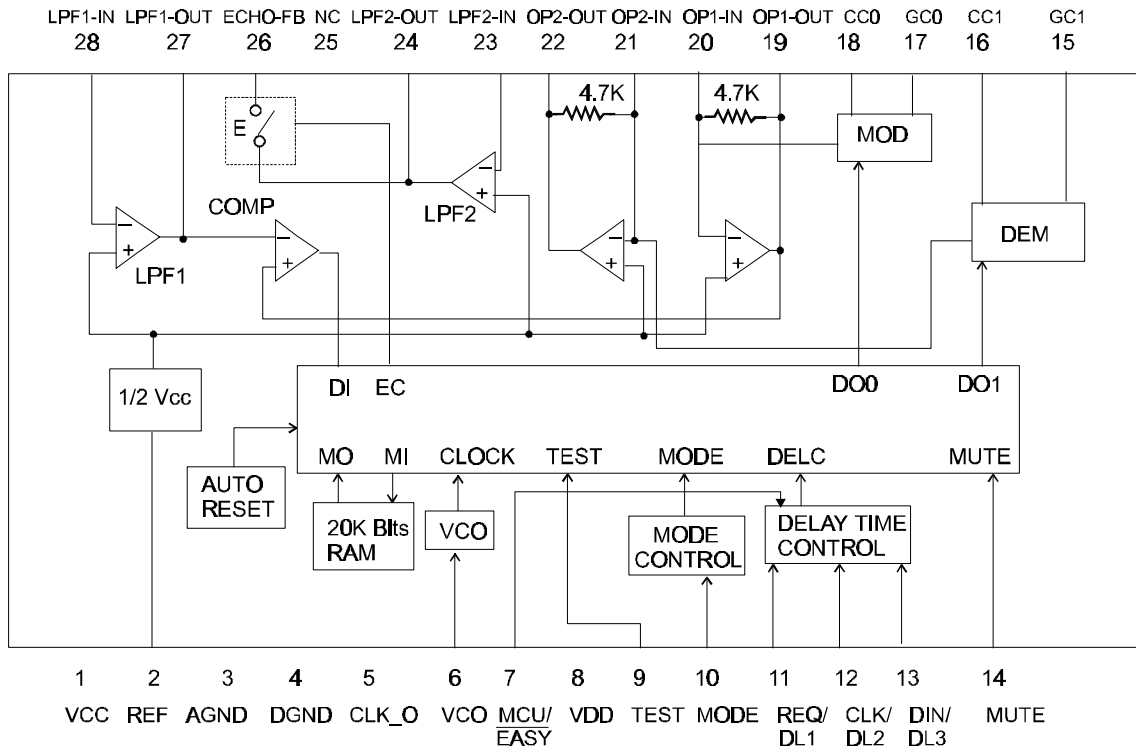 LPF1-IN LPF1-OUT ECHO-FB NC LPF2-OUT LPF2-IN OP2-OUT OP2-IN OP1-IN OP1-OUT CC0 GC0 CC1 GC1
28 27 26 25 24 23 22 21 20 19 18 17 16 15
4.7K 4.7K
E
MOD
COMP
LPF2
DEM
LPF1
1/2 Vcc
DI EC DO0 DO1
MO MI CLOCK TEST MODE DELC MUTE
AUTO
RESET
20K BIts
RAM
VCO
MODE
CONTROL
DELAY TIME
CONTROL
1 2 3 4 5 6 7 8 9 10 11 12 13 14
VCC REF AGND DGND CLK_O VCO MCU/ VDD TEST MODE REQ/ CLK/ DIN/ MUTE
EASY DL1 DL2 DL3